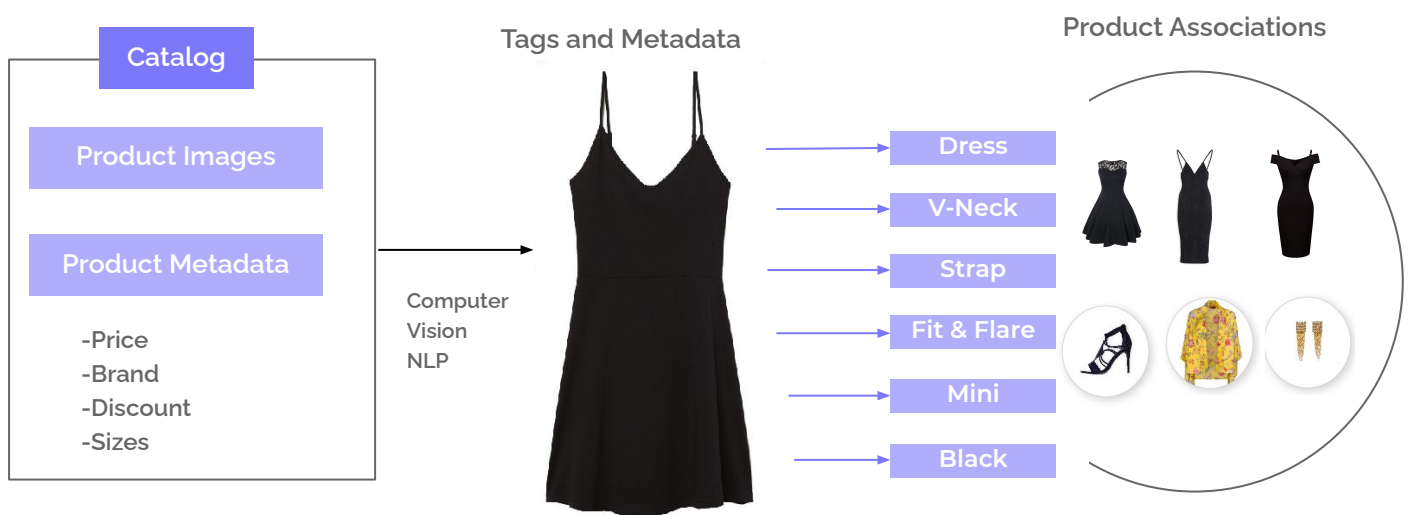 Catalog
Product Images
Product Metadata
-Price
-Brand
-Discount
-Sizes
Computer
Vision
NLP
Tags and Metadata
Dress
V-Neck
Strap
Fit & Flare
Mini
Black
Product Associations